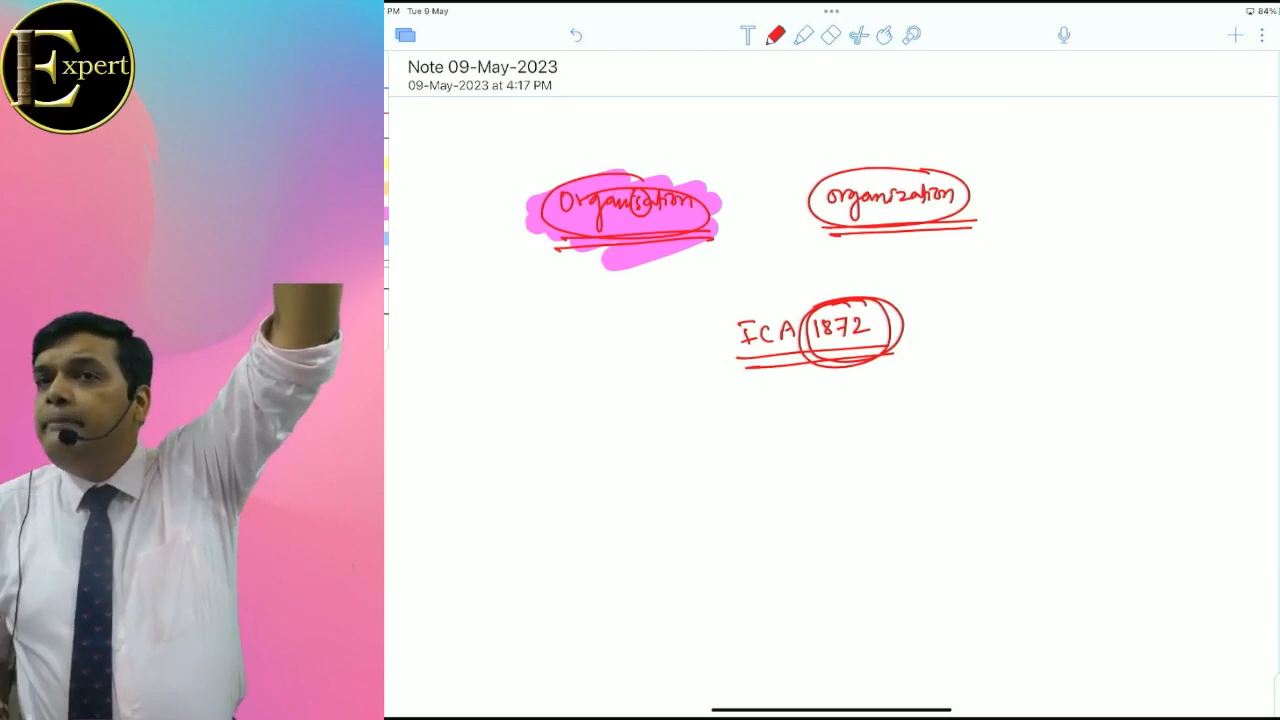 Expert
PM Tue 9 May
84%
Note 09-May-2023
09-May-2023 at 4:17 PM
Organisation
organization
ICA 1872